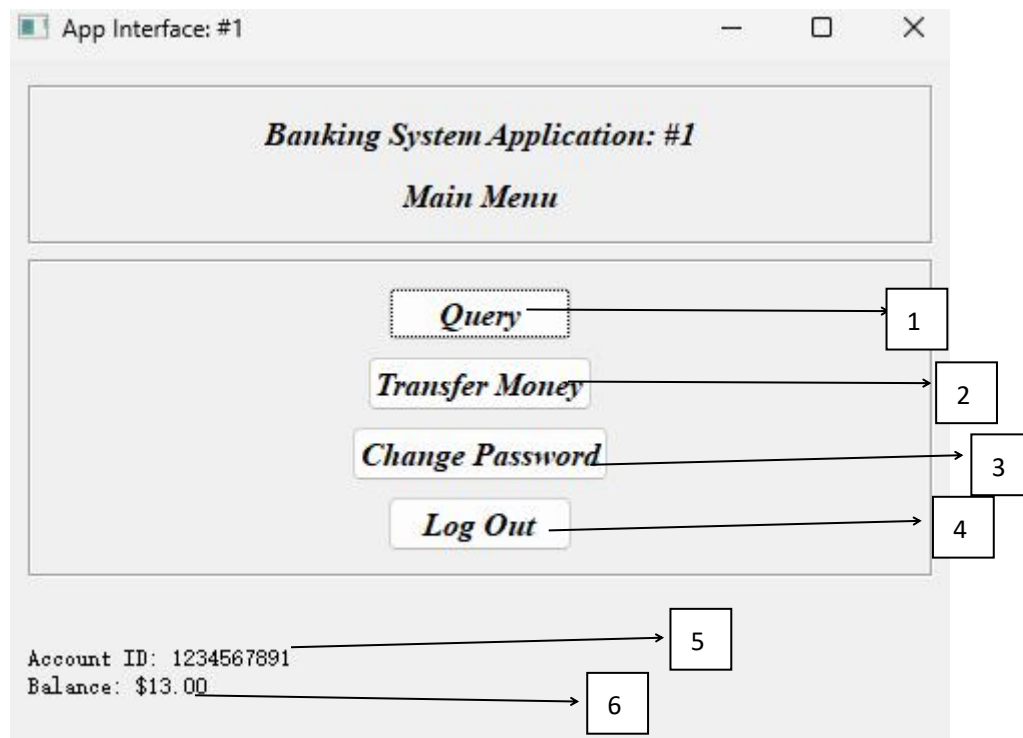 App Interface: #1
Banking System Application: #1
Main Menu
Query
1
Transfer Money
2
Change Password
3
Log Out
4
5
Account ID: 1234567891
Balance: $13.00
6